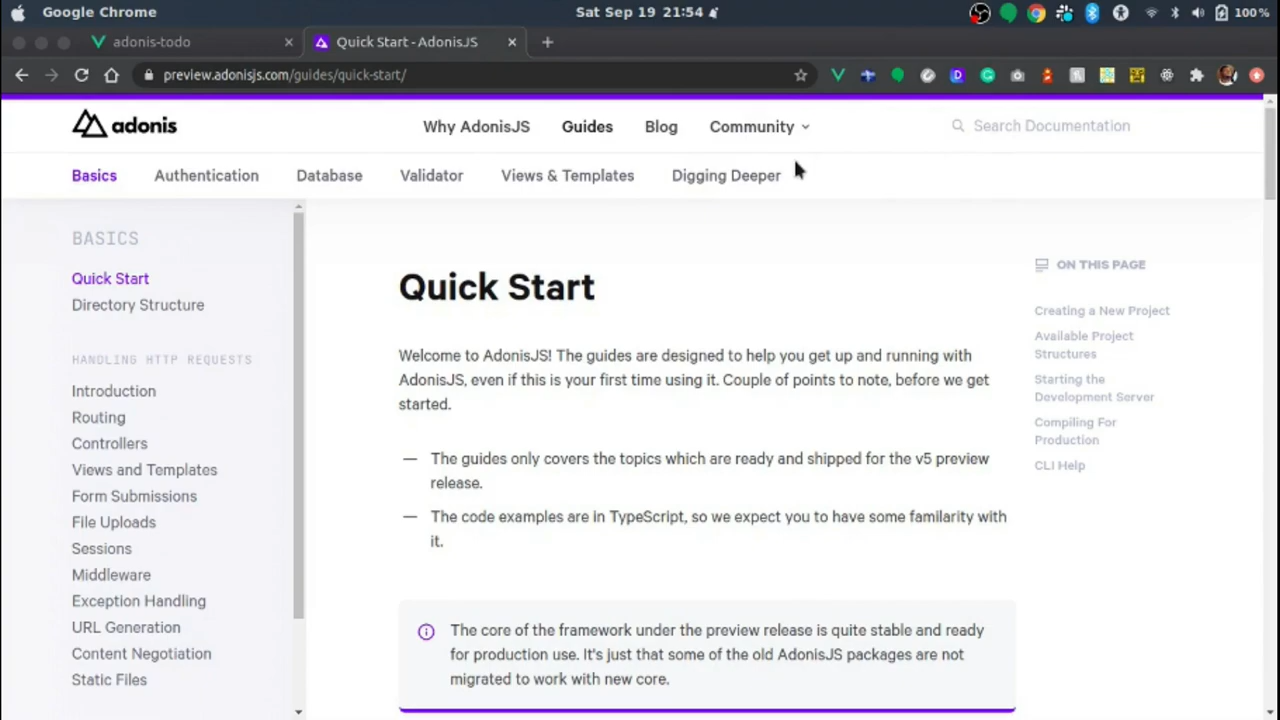 Google Chrome
Sat Sep 19 21:54
100%
adonis-todo
Quick Start - AdonisJS
preview.adonisjs.com/guides/quick-start/
adonis
Why AdonisJS
Guides
Blog
Community
Search Documentation
Basics
Authentication
Database
Validator
Views & Templates
Digging Deeper
BASICS
Quick Start
Directory Structure
HANDLING HTTP REQUESTS
Introduction
Routing
Controllers
Views and Templates
Form Submissions
File Uploads
Sessions
Middleware
Exception Handling
URL Generation
Content Negotiation
Static Files
Quick Start
Welcome to AdonisJS! The guides are designed to help you get up and running with
AdonisJS, even if this is your first time using it. Couple of points to note, before we get
started.
— The guides only covers the topics which are ready and shipped for the v5 preview
release.
— The code examples are in TypeScript, so we expect you to have some familarity with
it.
The core of the framework under the preview release is quite stable and ready
for production use. It's just that some of the old AdonisJS packages are not
migrated to work with new core.
ON THIS PAGE
Creating a New Project
Available Project
Structures
Starting the
Development Server
Compiling For
Production
CLI Help